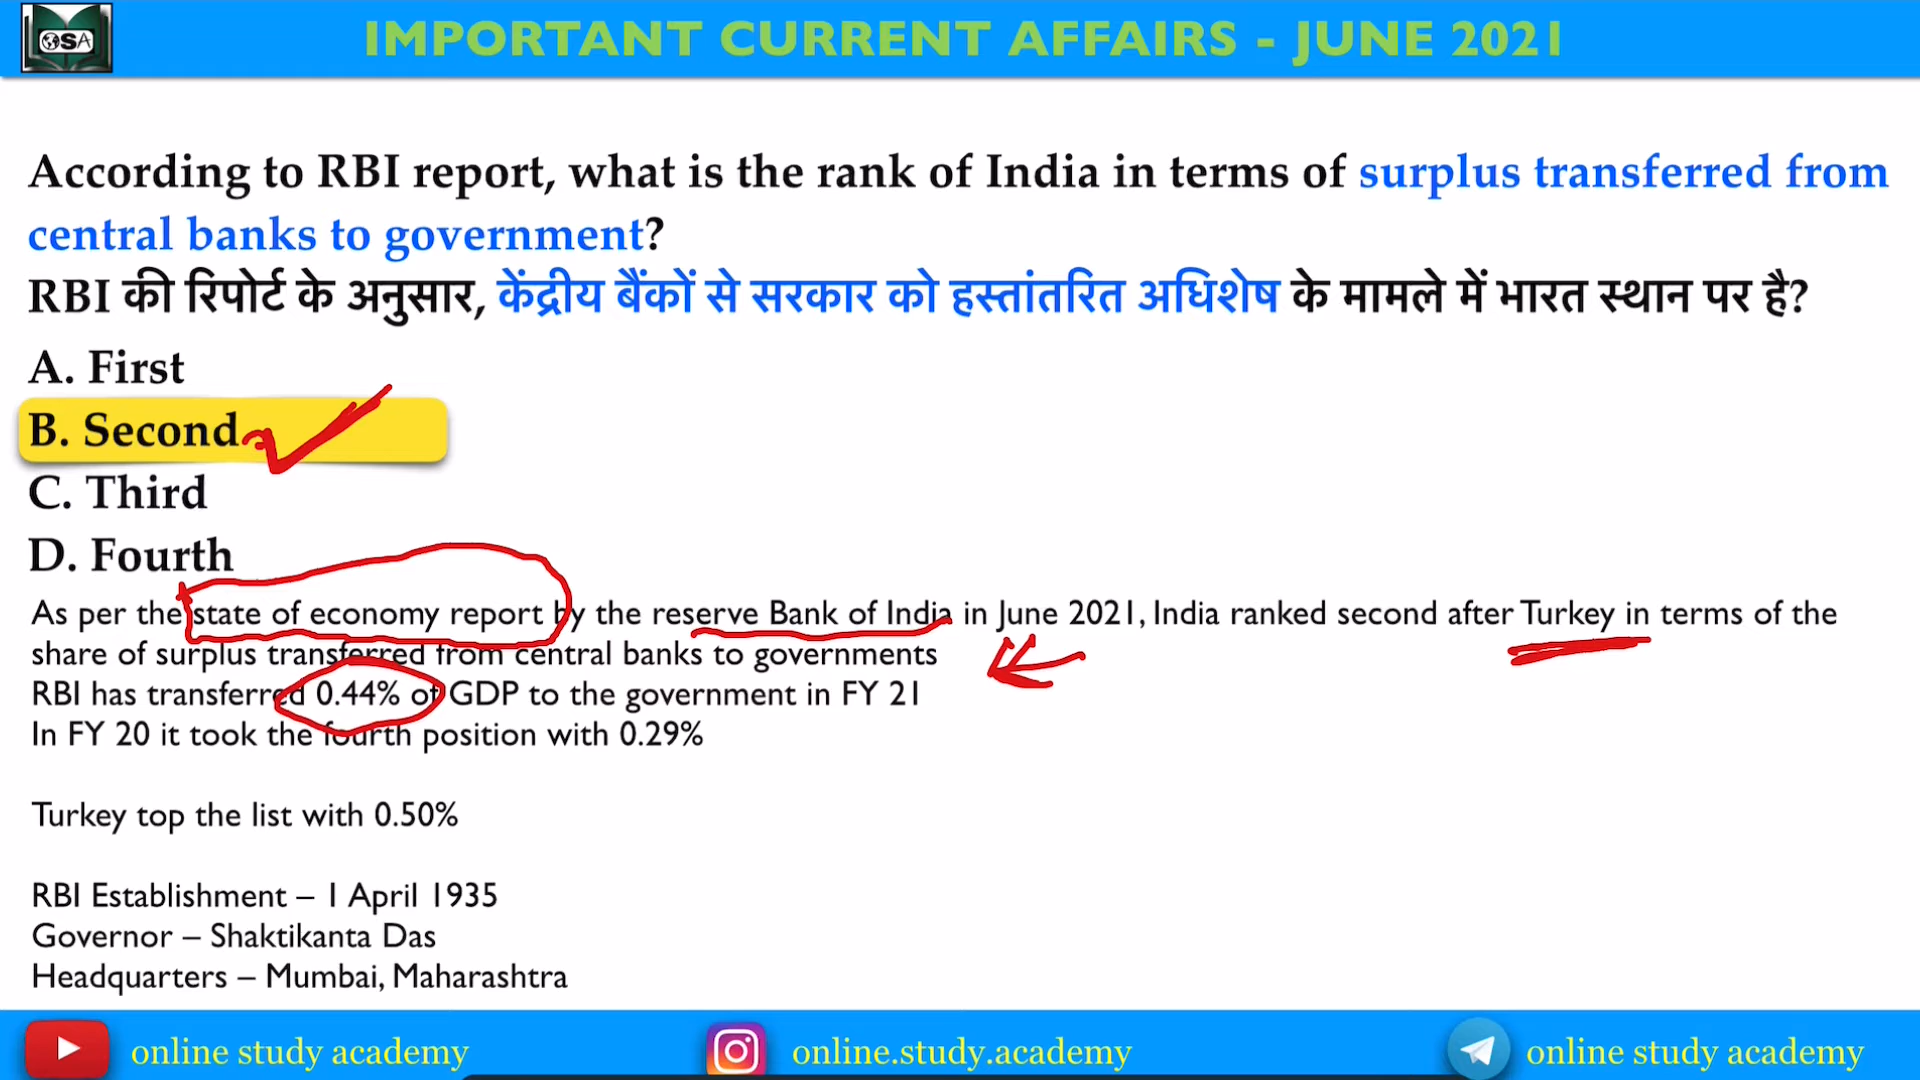 OSA
IMPORTANT CURRENT AFFAIRS - JUNE 2021
According to RBI report, what is the rank of India in terms of surplus transferred from
central banks to government?
RBI की रिपोर्ट के अनुसार, केंद्रीय बैंकों से सरकार को हस्तांतरित अधिशेष के मामले में भारत स्थान पर है?
A. First
B. Second
C. Third
D. Fourth
As per the state of economy report by the reserve Bank of India in June 2021, India ranked second after Turkey in terms of the
share of surplus transferred from central banks to governments
RBI has transferred 0.44% of GDP to the government in FY 21
In FY 20 it took the fourth position with 0.29%
Turkey top the list with 0.50%
RBI Establishment – 1 April 1935
Governor – Shaktikanta Das
Headquarters – Mumbai, Maharashtra
online study academy
online.study.academy
online study academy